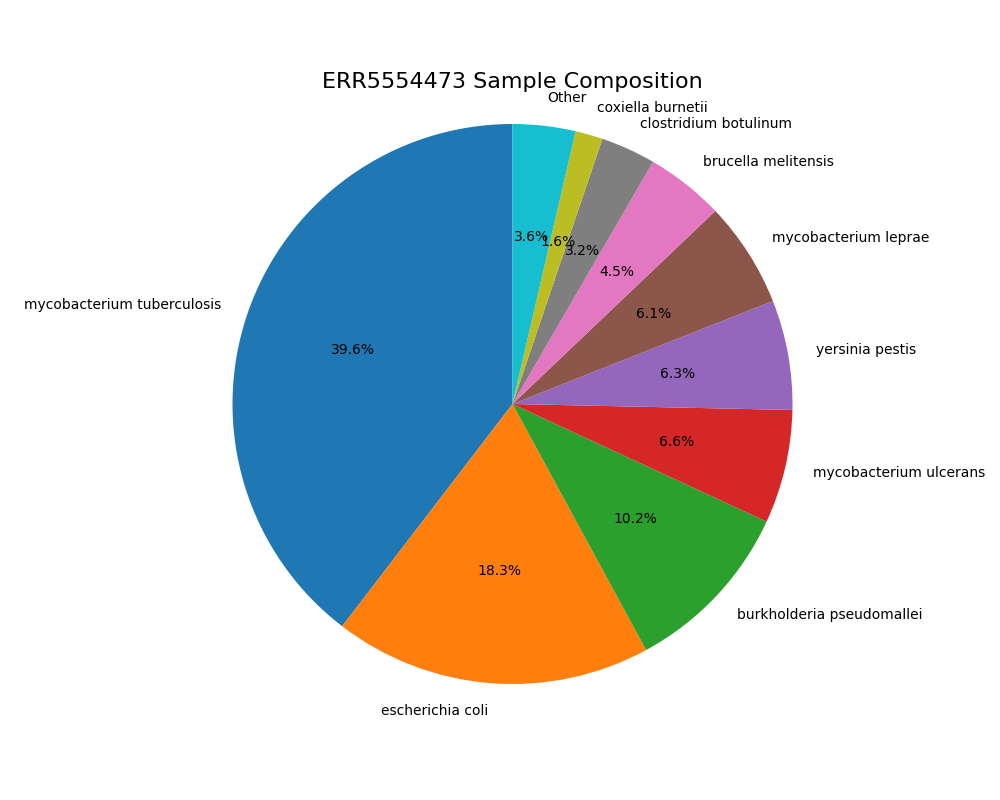 ERR5554473 Sample Composition
Other
coxiella burnetii
clostridium botulinum
brucella melitensis
mycobacterium leprae
yersinia pestis
mycobacterium ulcerans
burkholderia pseudomallei
escherichia coli
mycobacterium tuberculosis
3.6%
1.6%
3.2%
4.5%
6.1%
6.3%
6.6%
10.2%
18.3%
39.6%